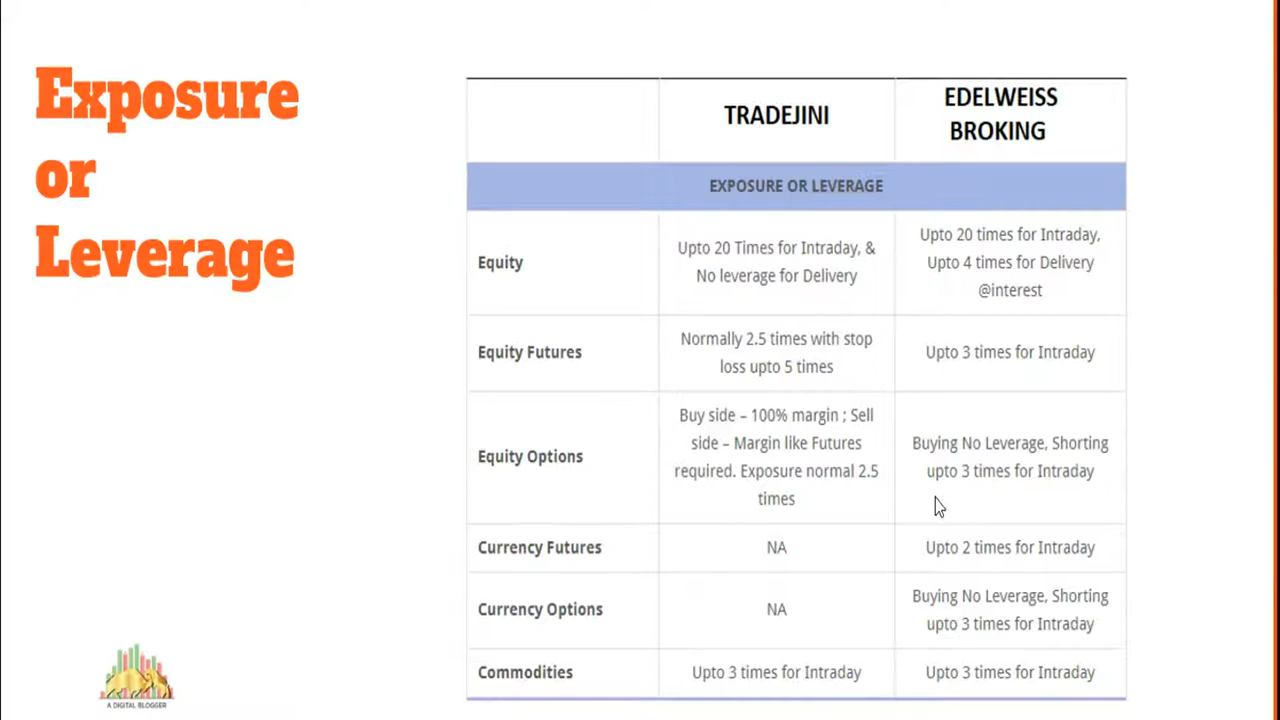 Exposure
or
Leverage
TRADEJINI
EDELWEISS
BROKING
EXPOSURE OR LEVERAGE
Equity
Upto 20 Times for Intraday, &
No leverage for Delivery
Upto 20 times for Intraday,
Upto 4 times for Delivery
@interest
Equity Futures
Normally 2.5 times with stop
loss upto 5 times
Upto 3 times for Intraday
Equity Options
Buy side – 100% margin ; Sell
side – Margin like Futures
required. Exposure normal 2.5
times
Buying No Leverage, Shorting
upto 3 times for Intraday
Currency Futures
NA
Upto 2 times for Intraday
Currency Options
NA
Buying No Leverage, Shorting
upto 3 times for Intraday
Commodities
Upto 3 times for Intraday
Upto 3 times for Intraday
A DIGITAL BLOGGER